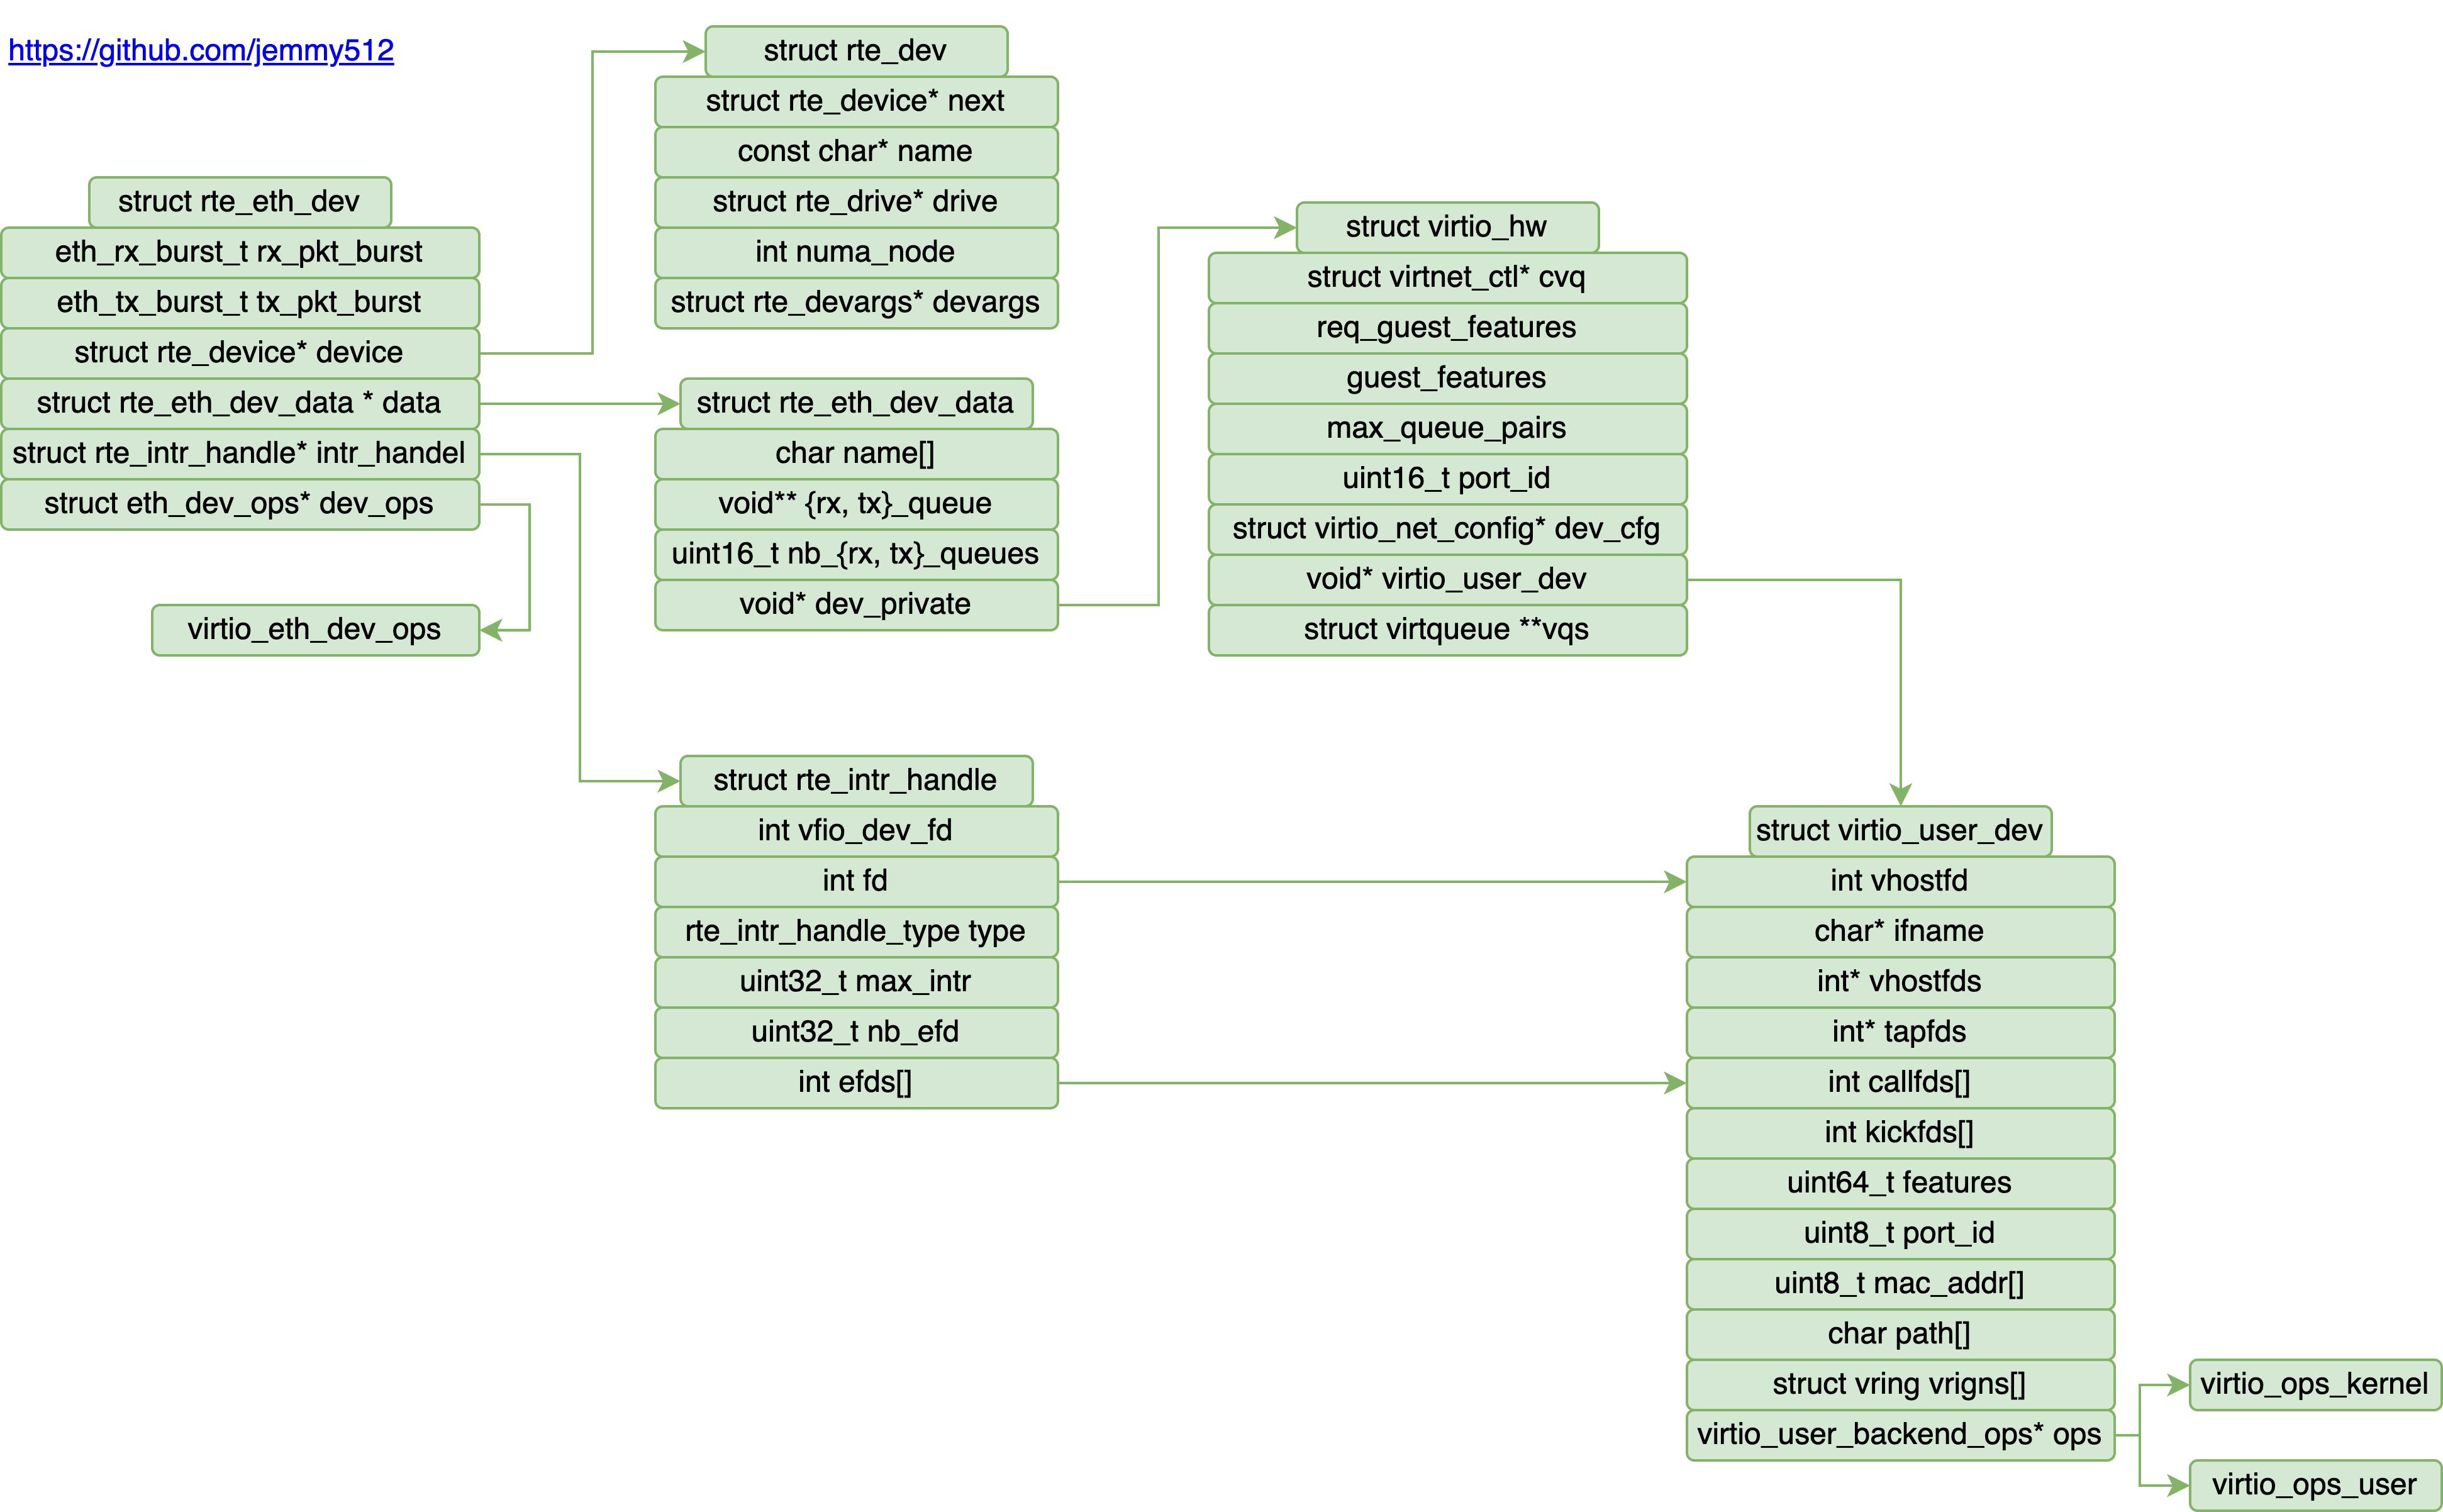 https://github.com/jemmy512
struct rte_eth_dev
eth_rx_burst_t rx_pkt_burst
eth_tx_burst_t tx_pkt_burst
struct rte_device* device
struct rte_eth_dev_data * data
struct rte_intr_handle* intr_handel
struct eth_dev_ops* dev_ops
virtio_eth_dev_ops
struct rte_dev
struct rte_device* next
const char* name
struct rte_drive* drive
int numa_node
struct rte_devargs* devargs
struct rte_eth_dev_data
char name[]
void** {rx, tx}_queue
uint16_t nb_{rx, tx}_queues
void* dev_private
struct rte_intr_handle
int vfio_dev_fd
int fd
rte_intr_handle_type type
uint32_t max_intr
uint32_t nb_efd
int efds[]
struct virtio_hw
struct virtnet_ctl* cvq
req_guest_features
guest_features
max_queue_pairs
uint16_t port_id
struct virtio_net_config* dev_cfg
void* virtio_user_dev
struct virtqueue **vqs
struct virtio_user_dev
int vhostfd
char* ifname
int* vhostfds
int* tapfds
int callfds[]
int kickfds[]
uint64_t features
uint8_t port_id
uint8_t mac_addr[]
char path[]
struct vring vrigns[]
virtio_user_backend_ops* ops
virtio_ops_kernel
virtio_ops_user